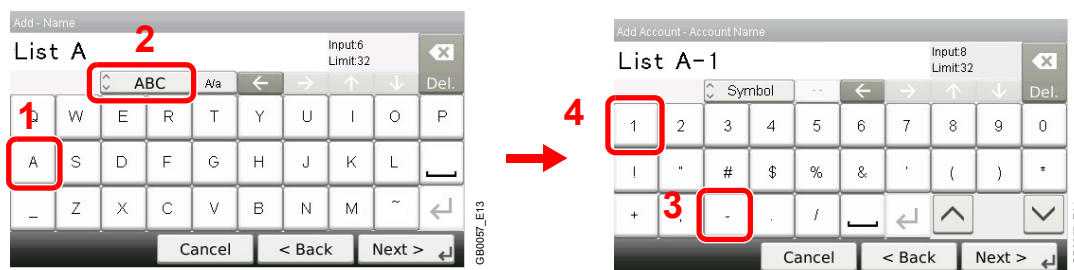 Add - Name
List A
2
Input:6
Limit:32
ABC
A/a
Del.
1
W E R T Y U I O P
A S D F G H J K L
_ Z X C V B N M ~
Cancel
< Back
Next >
GB0057_E13
Add Account - Account Name
List A-1
Input:8
Limit:32
Symbol
--
Del.
4
1 2 3 4 5 6 7 8 9 0
! " # $ % & ' ( ) *
+ , - . /
3
Cancel
< Back
Next >